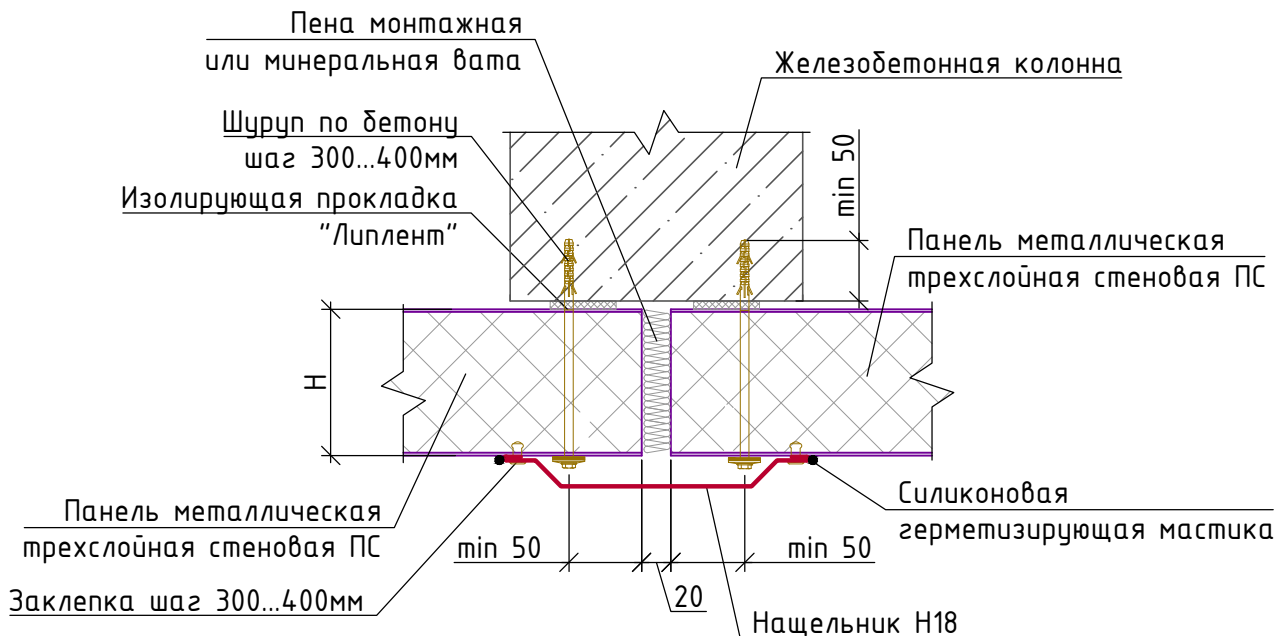 Пена монтажная
или минеральная вата
Железобетонная колонна
Шуруп по бетону
шаг 300...400мм
Изолирующая прокладка
"Липлент"
min 50
Панель металлическая
трехслойная стеновая ПС
H
Панель металлическая
трехслойная стеновая ПС
Заклепка шаг 300...400мм
min 50
20
min 50
Силиконовая
герметизирующая мастика
Нащельник Н18